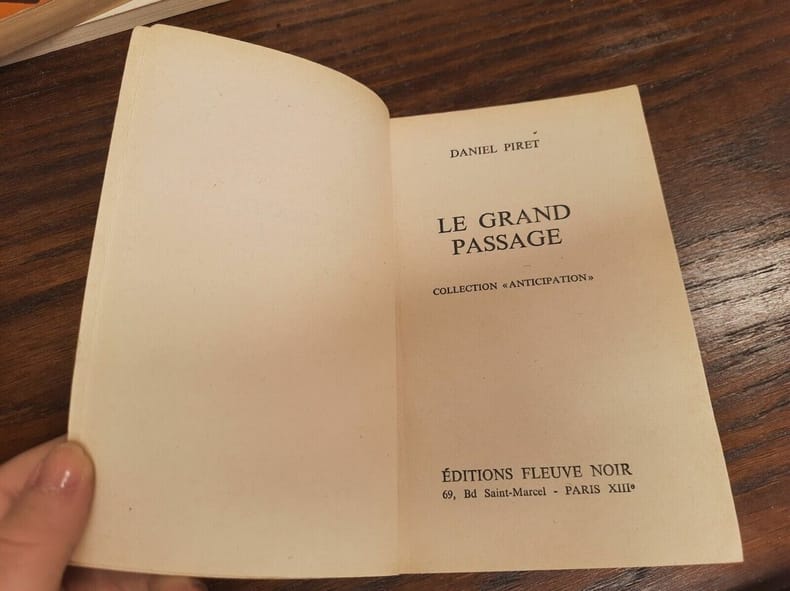 DANIEL PIRET
LE GRAND
PASSAGE
COLLECTION «ANTICIPATION»
ÉDITIONS FLEUVE NOIR
69, Bd Saint-Marcel - PARIS XIIIᵉ